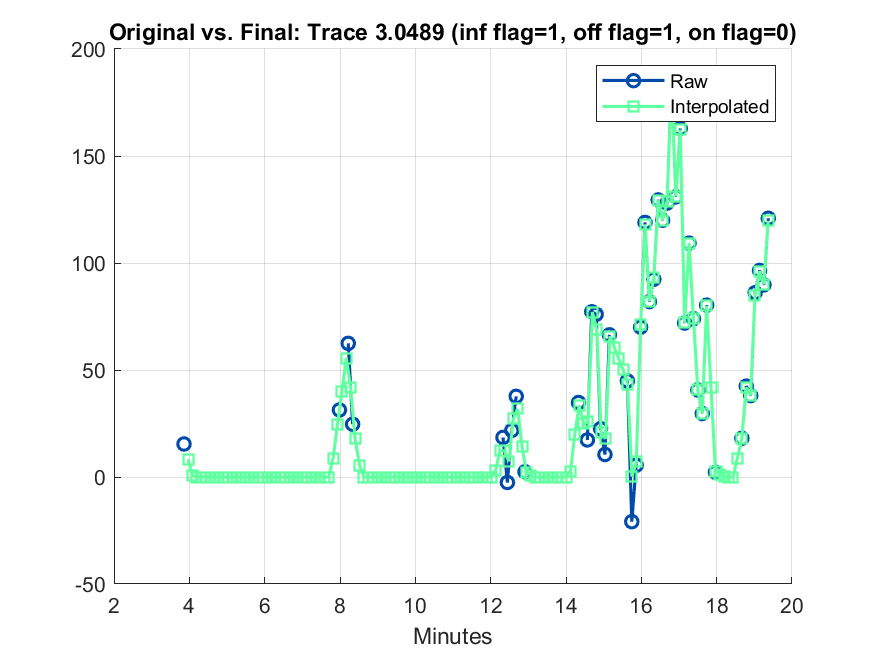 Original vs. Final: Trace 3.0489 (inf flag=1, off flag=1, on flag=0)
200
150
100
50
0
-50
Raw
Interpolated
2 4 6 8 10 12 14 16 18 20
Minutes